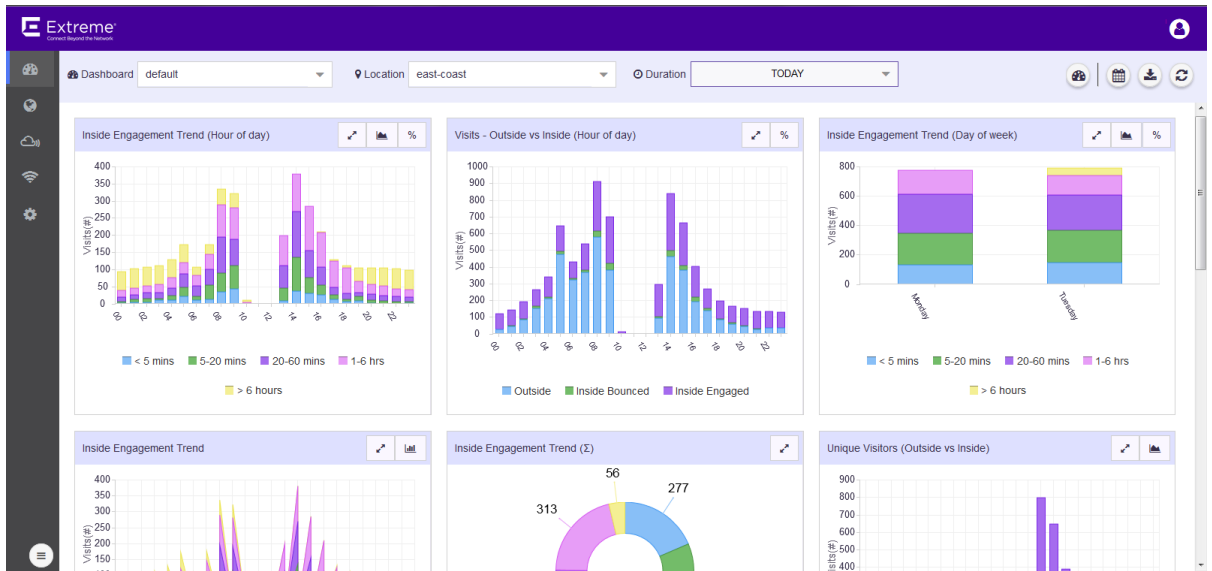 Extreme
Connect Beyond the Network
Dashboard default Location east-coast Duration TODAY
Inside Engagement Trend (Hour of day) %
Visits(#)
400
350
300
250
200
150
100
50
0
00 02 04 06 08 10 12 14 16 18 20 22
< 5 mins 5-20 mins 20-60 mins 1-6 hrs
> 6 hours
Visits - Outside vs Inside (Hour of day) %
Visits(#)
1000
900
800
700
600
500
400
300
200
100
0
00 02 04 06 08 10 12 14 16 18 20 22
Outside Inside Bounced Inside Engaged
Inside Engagement Trend (Day of week) %
Visits(#)
800
600
400
200
0
Monday Tuesday
< 5 mins 5-20 mins 20-60 mins 1-6 hrs
> 6 hours
Inside Engagement Trend
Visits(#)
400
350
300
250
200
150
Inside Engagement Trend (Σ)
56
277
313
Unique Visitors (Outside vs Inside)
900
800
700
600
500
400